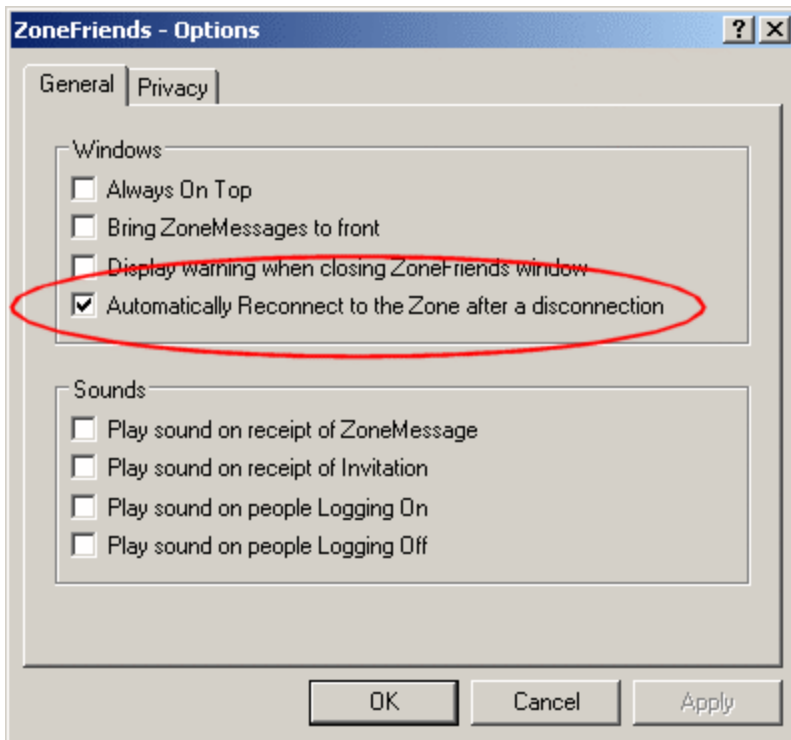 ZoneFriends - Options
General
Privacy
Windows
Always On Top
Bring ZoneMessages to front
Display warning when closing ZoneFriends window
Automatically Reconnect to the Zone after a disconnection
Sounds
Play sound on receipt of ZoneMessage
Play sound on receipt of Invitation
Play sound on people Logging On
Play sound on people Logging Off
OK
Cancel
Apply